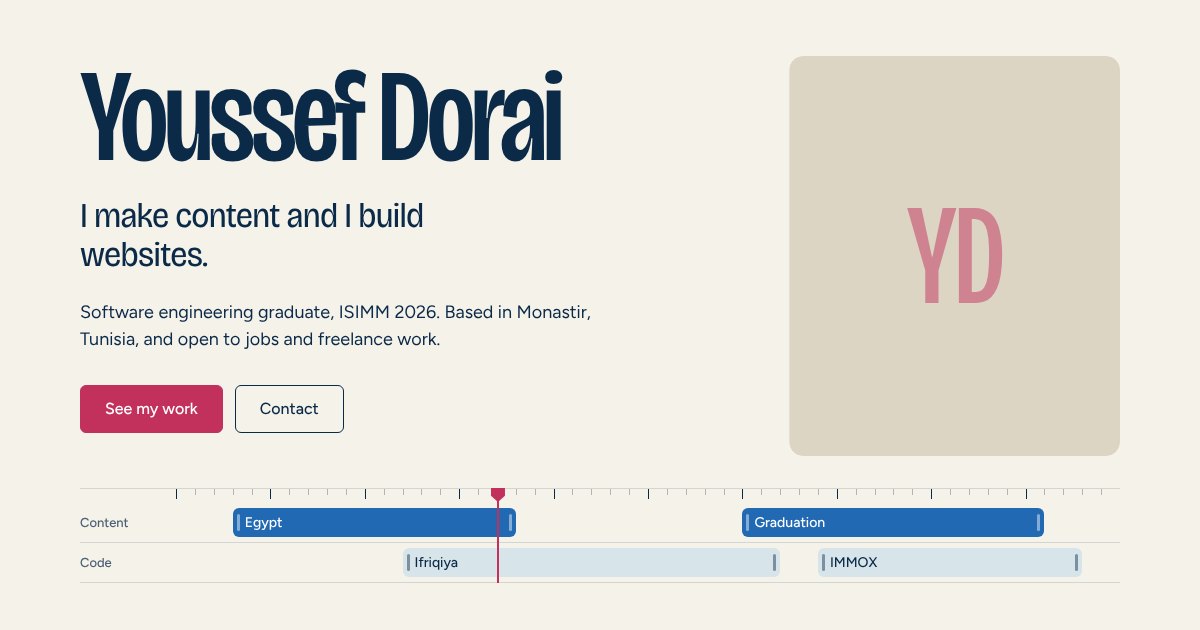 Youssef Dorai
I make content and I build
websites.
Software engineering graduate, ISIMM 2026. Based in Monastir,
Tunisia, and open to jobs and freelance work.
See my work
Contact
YD
Content
Egypt
Graduation
Code
Ifriqiya
IMMOX